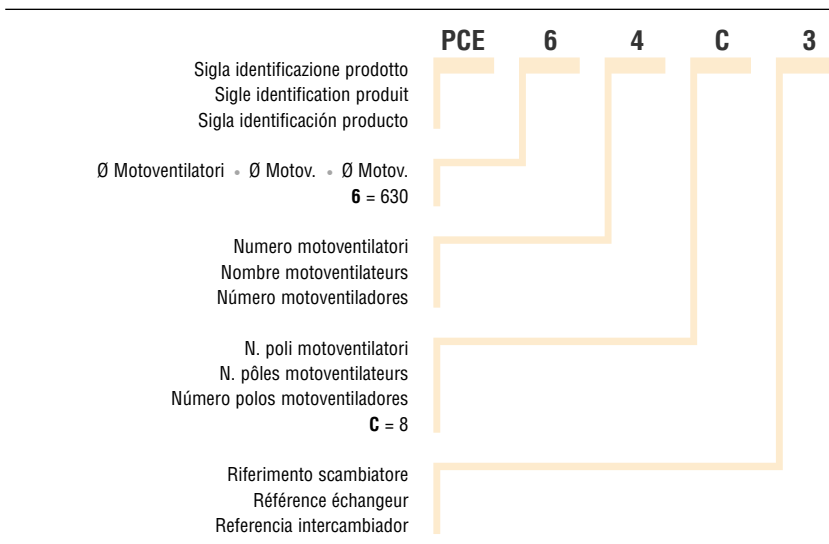 PCE 6 4 C 3
Sigla identificazione prodotto
Sigle identification produit
Sigla identificación producto
Ø Motoventilatori • Ø Motov. • Ø Motov.
6 = 630
Numero motoventilatori
Nombre motoventilateurs
Número motoventiladores
N. poli motoventilatori
N. pôles motoventilateurs
Número polos motoventiladores
C = 8
Riferimento scambiatore
Référence échangeur
Referencia intercambiador